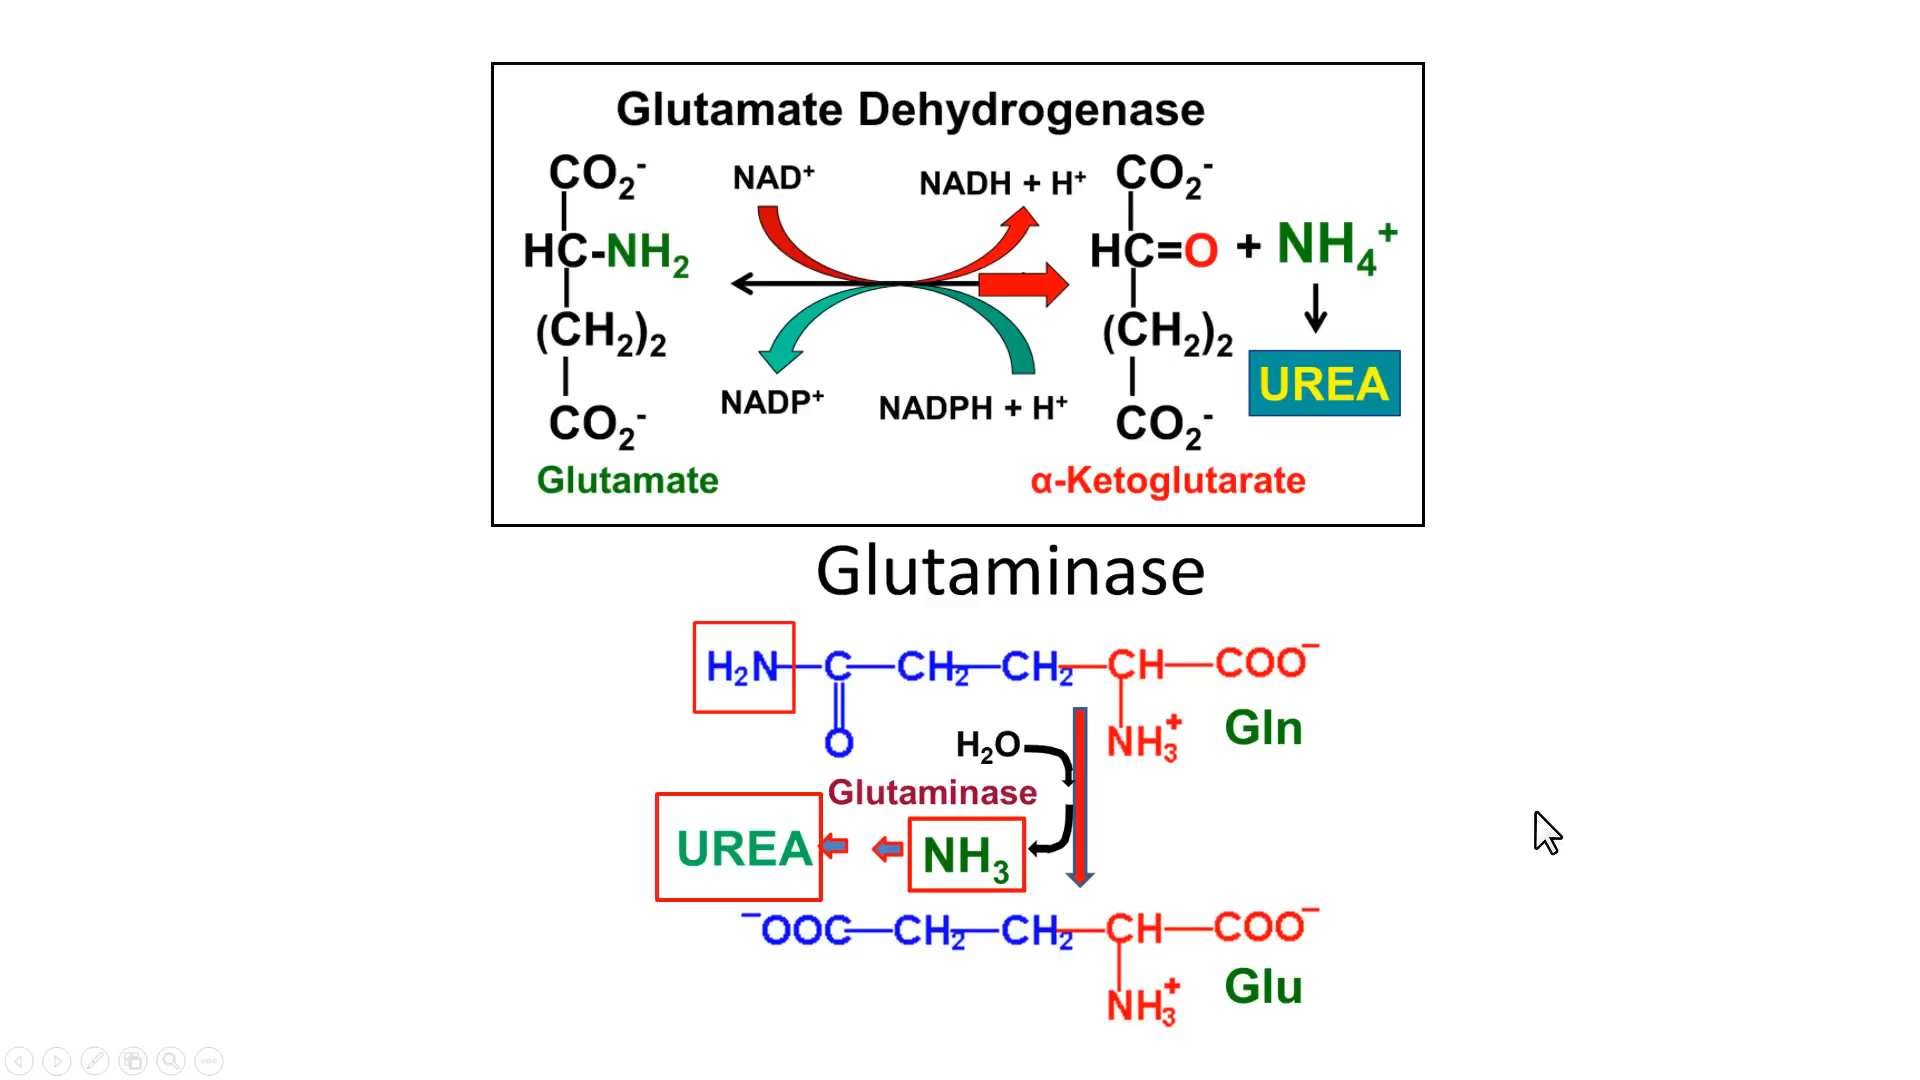 Glutamate Dehydrogenase
CO₂⁻ NAD⁺ NADH + H⁺ CO₂⁻
HC-NH₂ HC=O + NH₄⁺
(CH₂)₂ (CH₂)₂ UREA
CO₂⁻ NADP⁺ NADPH + H⁺ CO₂⁻
Glutamate α-Ketoglutarate
Glutaminase
H₂N—C—CH₂—CH₂—CH—COO⁻
O H₂O NH₃⁺ Gln
Glutaminase
UREA NH₃
⁻OOC—CH₂—CH₂—CH—COO⁻
NH₃⁺ Glu